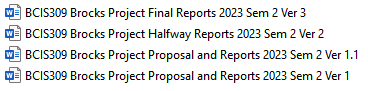 BCIS309 Brocks Project Final Reports 2023 Sem 2 Ver 3
BCIS309 Brocks Project Halfway Reports 2023 Sem 2 Ver 2
BCIS309 Brocks Project Proposal and Reports 2023 Sem 2 Ver 1.1
BCIS309 Brocks Project Proposal and Reports 2023 Sem 2 Ver 1